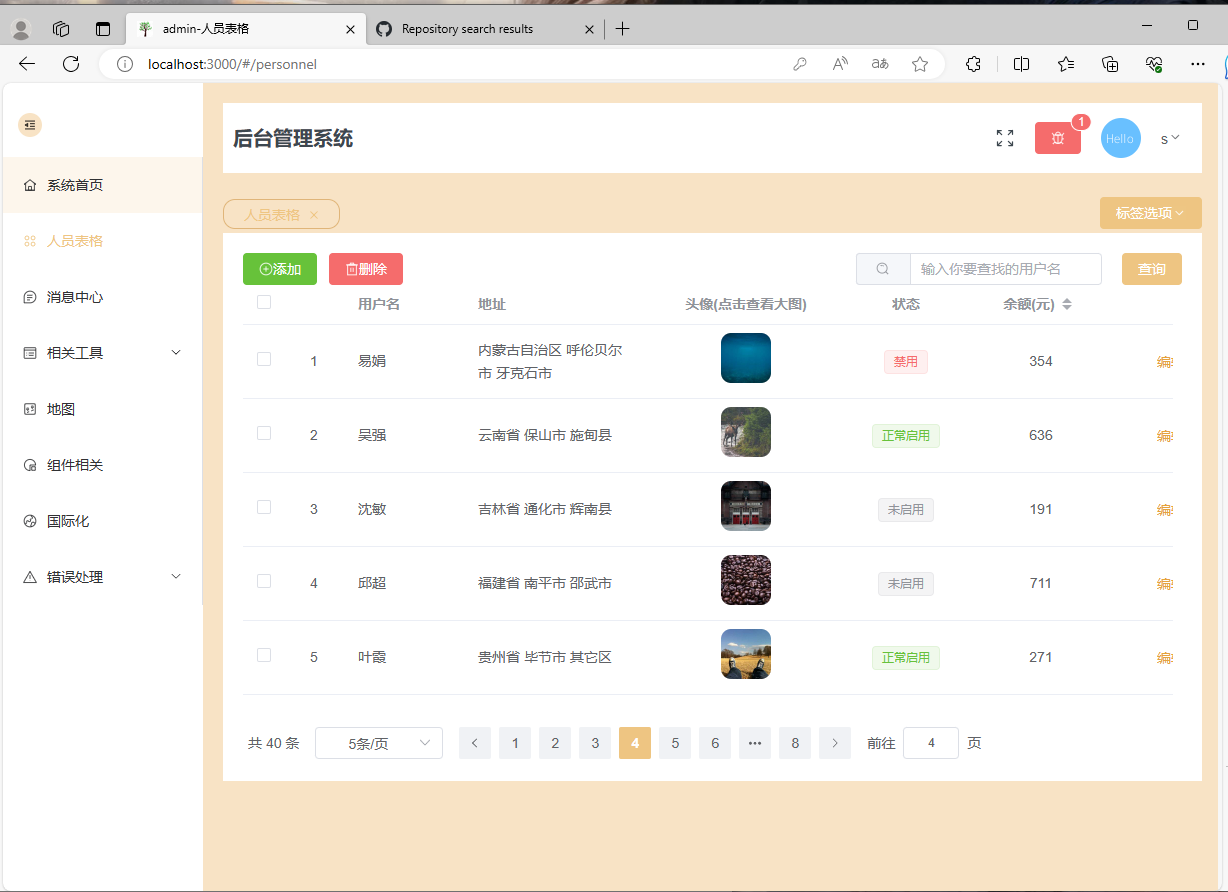 admin-人员表格
Repository search results
localhost:3000/#/personnel
后台管理系统
1
Hello
s
系统首页
人员表格
消息中心
相关工具
地图
组件相关
国际化
错误处理
人员表格
标签选项
添加
删除
输入你要查找的用户名
查询
用户名 地址 头像(点击查看大图) 状态 余额(元)
1 易娟 内蒙古自治区 呼伦贝尔 禁用 354
市 牙克石市
2 吴强 云南省 保山市 施甸县 正常启用 636 编
3 沈敏 吉林省 通化市 辉南县 未启用 191 编
4 邱超 福建省 南平市 邵武市 未启用 711 编
5 叶霞 贵州省 毕节市 其它区 正常启用 271 编
共 40 条 5条/页 1 2 3 4 5 6 ••• 8 前往 4 页